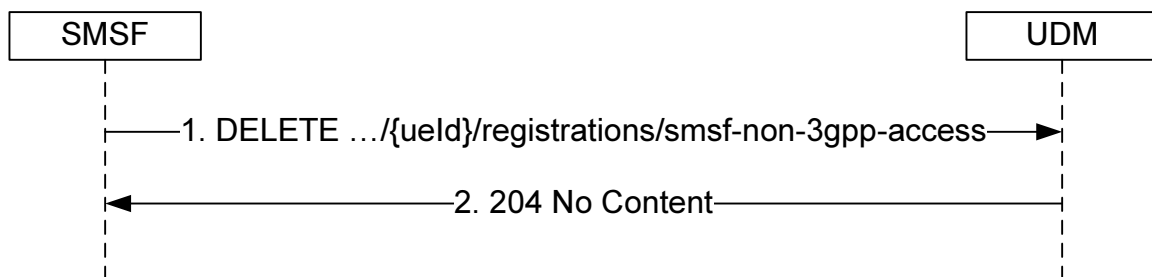 SMSF
UDM
1. DELETE …/{ueId}/registrations/smsf-non-3gpp-access
2. 204 No Content